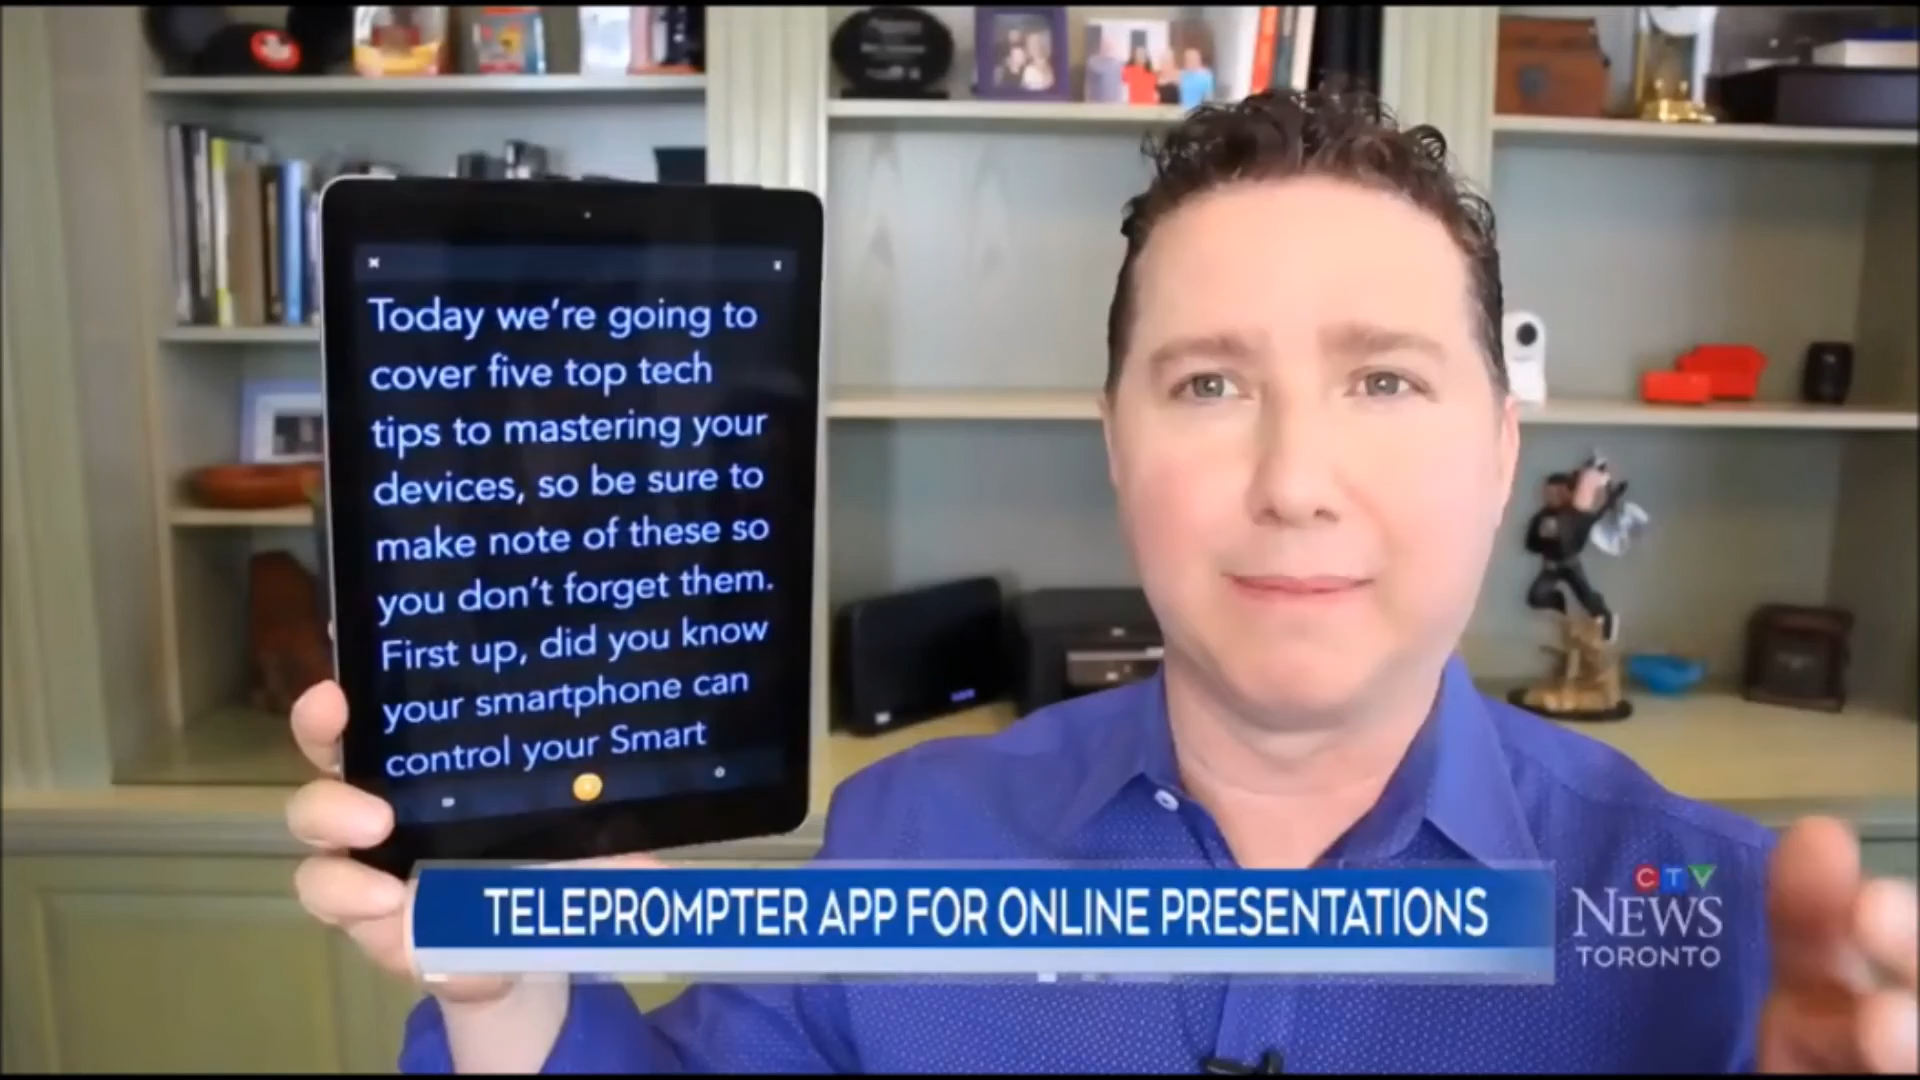 Today we're going to
cover five top tech
tips to mastering your
devices, so be sure to
make note of these so
you don't forget them.
First up, did you know
your smartphone can
control your Smart
TELEPROMPTER APP FOR ONLINE PRESENTATIONS
CTV
NEWS
TORONTO